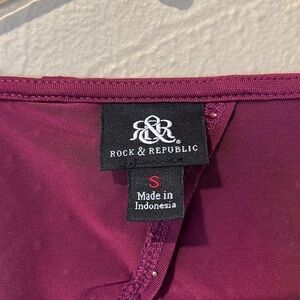 R&R
ROCK & REPUBLIC
S
Made in
Indonesia